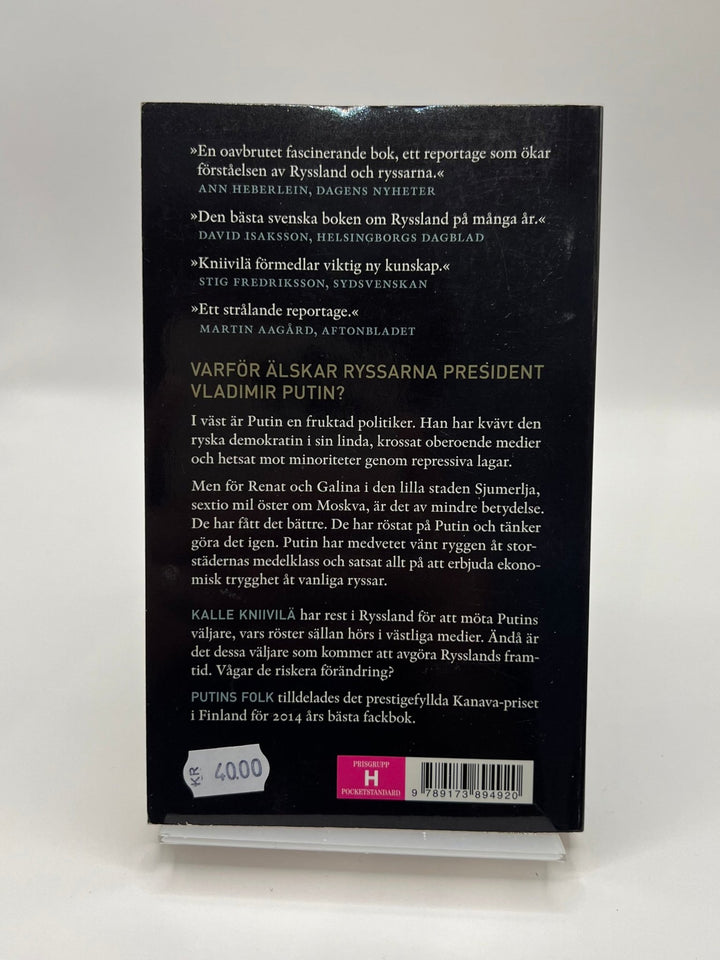 »En oavbrutet fascinerande bok, ett reportage som ökar
förståelsen av Ryssland och ryssarna.«
ANN HEBERLEIN, DAGENS NYHETER
»Den bästa svenska boken om Ryssland på många år.«
DAVID ISAKSSON, HELSINGBORGS DAGBLAD
»Kniivilä förmedlar viktig ny kunskap.«
STIG FREDRIKSSON, SYDSVENSKAN
»Ett strålande reportage.«
MARTIN AAGÅRD, AFTONBLADET
VARFÖR ÄLSKAR RYSSARNA PRESIDENT
VLADIMIR PUTIN?
I väst är Putin en fruktad politiker. Han har kvävt den
ryska demokratin i sin linda, krossat oberoende medier
och hetsat mot minoriteter genom repressiva lagar.
Men för Renat och Galina i den lilla staden Sjumerlja,
sextio mil öster om Moskva, är det av mindre betydelse.
De har fått det bättre. De har röstat på Putin och tänker
göra det igen. Putin har medvetet vänt ryggen åt stor-
städernas medelklass och satsat allt på att erbjuda ekono-
misk trygghet åt vanliga ryssar.
KALLE KNIIVILÄ har rest i Ryssland för att möta Putins
väljare, vars röster sällan hörs i västliga medier. Ändå är
det dessa väljare som kommer att avgöra Rysslands fram-
tid. Vågar de riskera förändring?
PUTINS FOLK tilldelades det prestigefyllda Kanava-priset
i Finland för 2014 års bästa fackbok.
KR 40.00
PRISGRUPP
H
POCKETSTANDARD
9 789173 894920